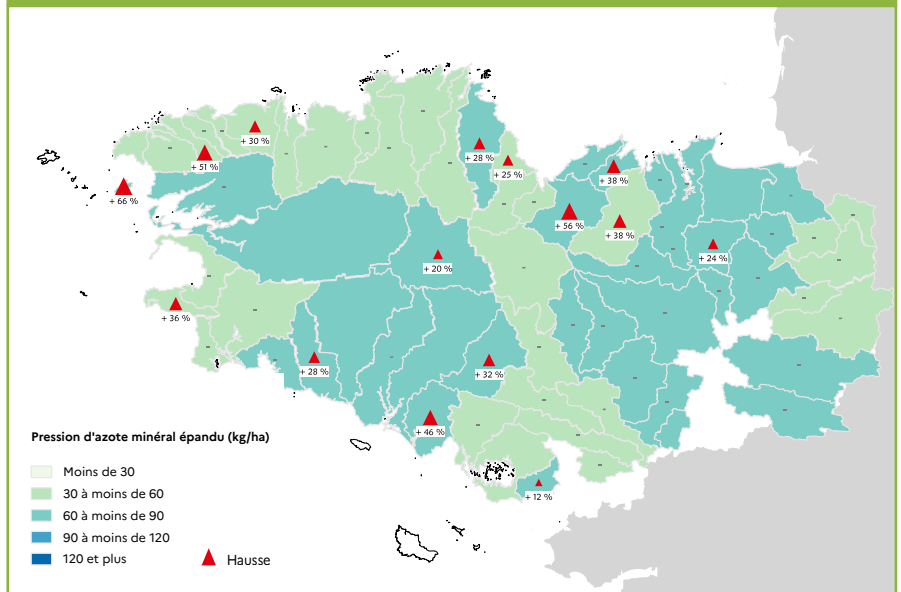 + 30 %
+ 51 %
+ 28 %
+ 25 %
+ 38 %
+ 66 %
+ 56 %
+ 38 %
+ 24 %
+ 20 %
+ 36 %
+ 28 %
+ 32 %
+ 46 %
+ 12 %
Pression d'azote minéral épandu (kg/ha)
Moins de 30
30 à moins de 60
60 à moins de 90
90 à moins de 120
120 et plus
Hausse